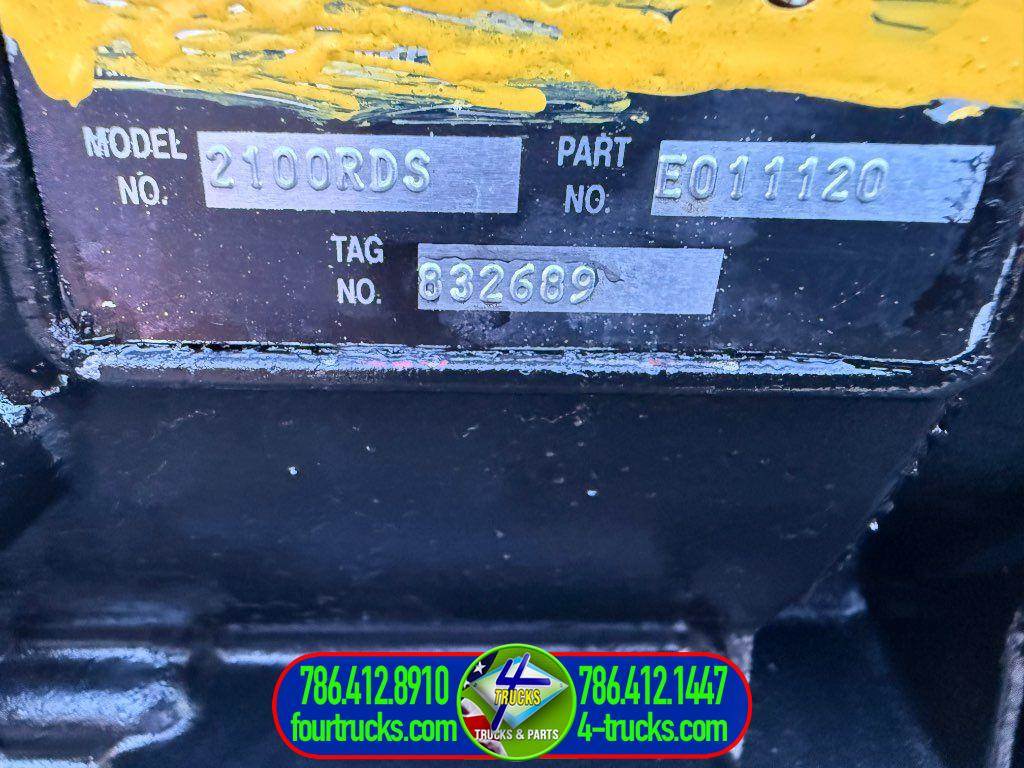 MODEL NO. 2100RDS PART NO. E011120
TAG NO. 832689
786.412.8910 4 TRUCKS 786.412.1447
fourtrucks.com TRUCKS & PARTS 4-trucks.com